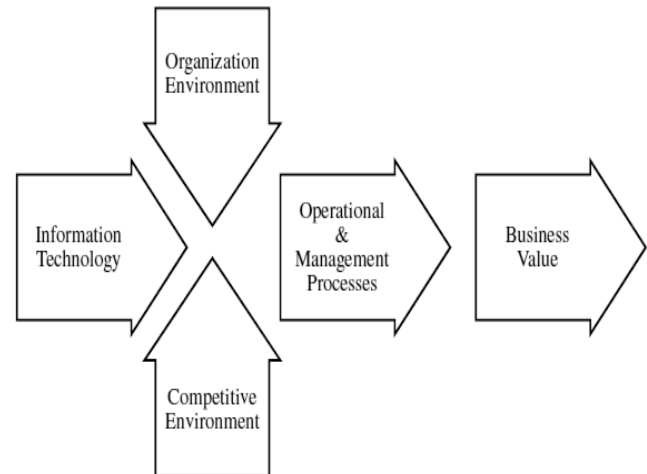 Organization
Environment
Information
Technology
Operational
&
Management
Processes
Business
Value
Competitive
Environment